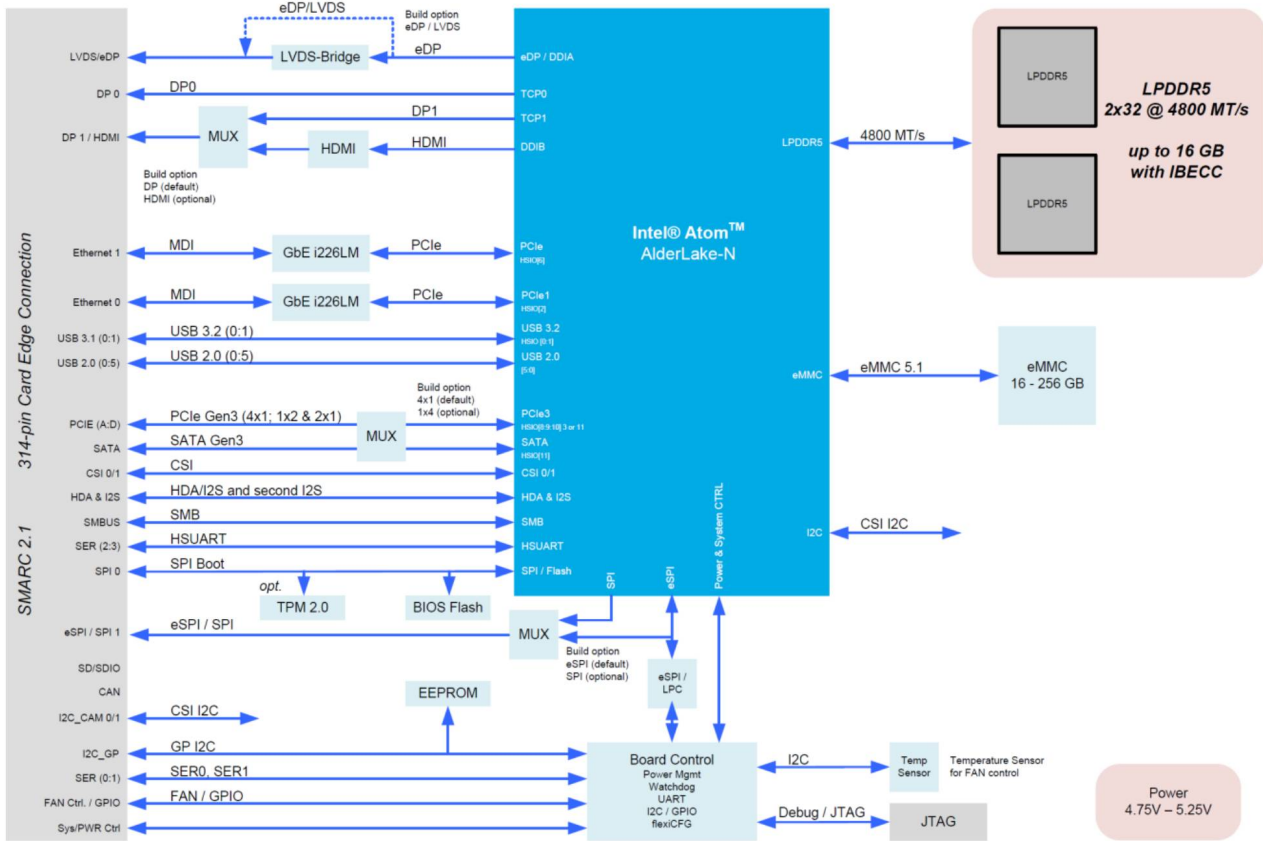 eDP/LVDS
Build option
eDP / LVDS
LVDS/eDP
LVDS-Bridge
eDP
eDP / DDIA
DP 0
DP0
TCP0
DP1
TCP1
DP 1 / HDMI
MUX
HDMI
HDMI
DDIB
Build option
DP (default)
HDMI (optional)
LPDDR5
4800 MT/s
LPDDR5
LPDDR5
LPDDR5
2x32 @ 4800 MT/s
up to 16 GB
with IBECC
Intel® Atom™
AlderLake-N
SMARC 2.1 314-pin Card Edge Connection
Ethernet 1
MDI
GbE i226LM
PCIe
PCIe
HSIO[6]
Ethernet 0
MDI
GbE i226LM
PCIe
PCIe1
HSIO[2]
USB 3.1 (0:1)
USB 3.2 (0:1)
USB 3.2
HSIO [0:1]
USB 2.0 (0:5)
USB 2.0 (0:5)
USB 2.0
[5:0]
eMMC
eMMC 5.1
eMMC
16 - 256 GB
Build option
4x1 (default)
1x4 (optional)
PCIE (A:D)
PCIe Gen3 (4x1; 1x2 & 2x1)
MUX
PCIe3
HSIO[8:9:10] 3 or 11
SATA
SATA Gen3
SATA
HSIO[11]
CSI 0/1
CSI
CSI 0/1
HDA & I2S
HDA/I2S and second I2S
HDA & I2S
SMBUS
SMB
SMB
SER (2:3)
HSUART
HSUART
SPI 0
SPI Boot
SPI / Flash
I2C
CSI I2C
SPI
eSPI
Power & System CTRL
opt.
TPM 2.0
BIOS Flash
eSPI / SPI 1
eSPI / SPI
MUX
Build option
eSPI (default)
SPI (optional)
eSPI /
LPC
SD/SDIO
CAN
EEPROM
I2C_CAM 0/1
CSI I2C
I2C_GP
GP I2C
SER (0:1)
SER0, SER1
FAN Ctrl. / GPIO
FAN / GPIO
Sys/PWR Ctrl
Board Control
Power Mgmt
Watchdog
UART
I2C / GPIO
flexiCFG
I2C
Temp
Sensor
Temperature Sensor
for FAN control
Debug / JTAG
JTAG
Power
4.75V – 5.25V